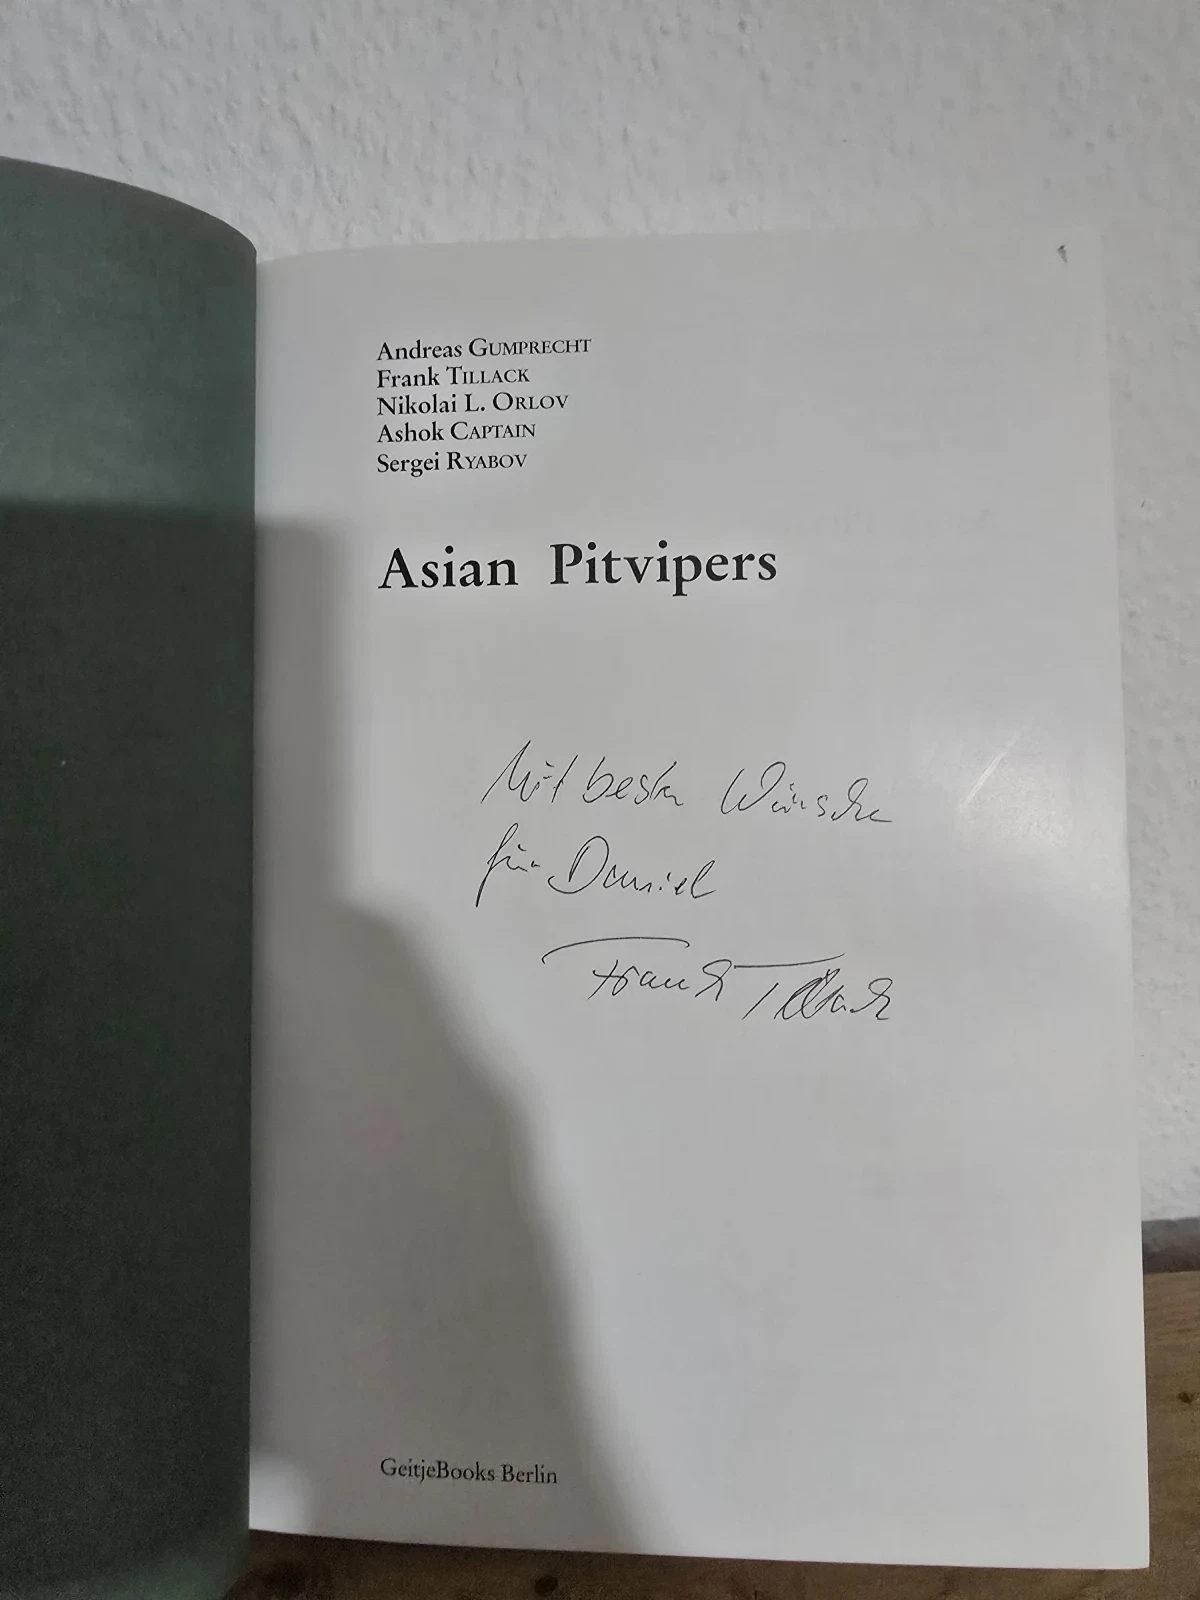 Andreas GUMPRECHT
Frank TILLACK
Nikolai L. ORLOV
Ashok CAPTAIN
Sergei RYABOV
Asian Pitvipers
Mit besten Wünschen
für Daniel
Frank Tillack
GeitjeBooks Berlin